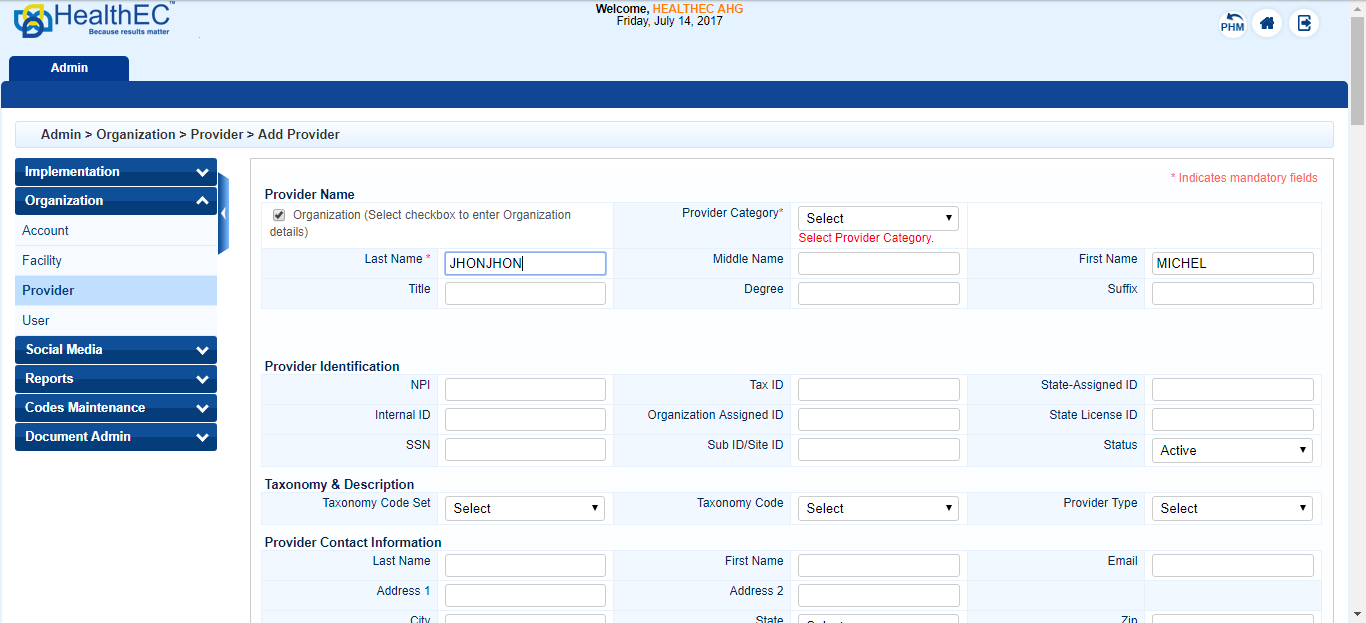 HealthEC™
Because results matter
Welcome, HEALTHEC AHG
Friday, July 14, 2017
PHM
Admin
Admin > Organization > Provider > Add Provider
Implementation
Organization
Account
Facility
Provider
User
Social Media
Reports
Codes Maintenance
Document Admin
* Indicates mandatory fields
Provider Name
Organization (Select checkbox to enter Organization
details)
Provider Category*
Select
Select Provider Category.
Last Name *
JHONJHON
Middle Name
First Name
MICHEL
Title
Degree
Suffix
Provider Identification
NPI
Tax ID
State-Assigned ID
Internal ID
Organization Assigned ID
State License ID
SSN
Sub ID/Site ID
Status
Active
Taxonomy & Description
Taxonomy Code Set
Select
Taxonomy Code
Select
Provider Type
Select
Provider Contact Information
Last Name
First Name
Email
Address 1
Address 2
City
State
Select
Zip